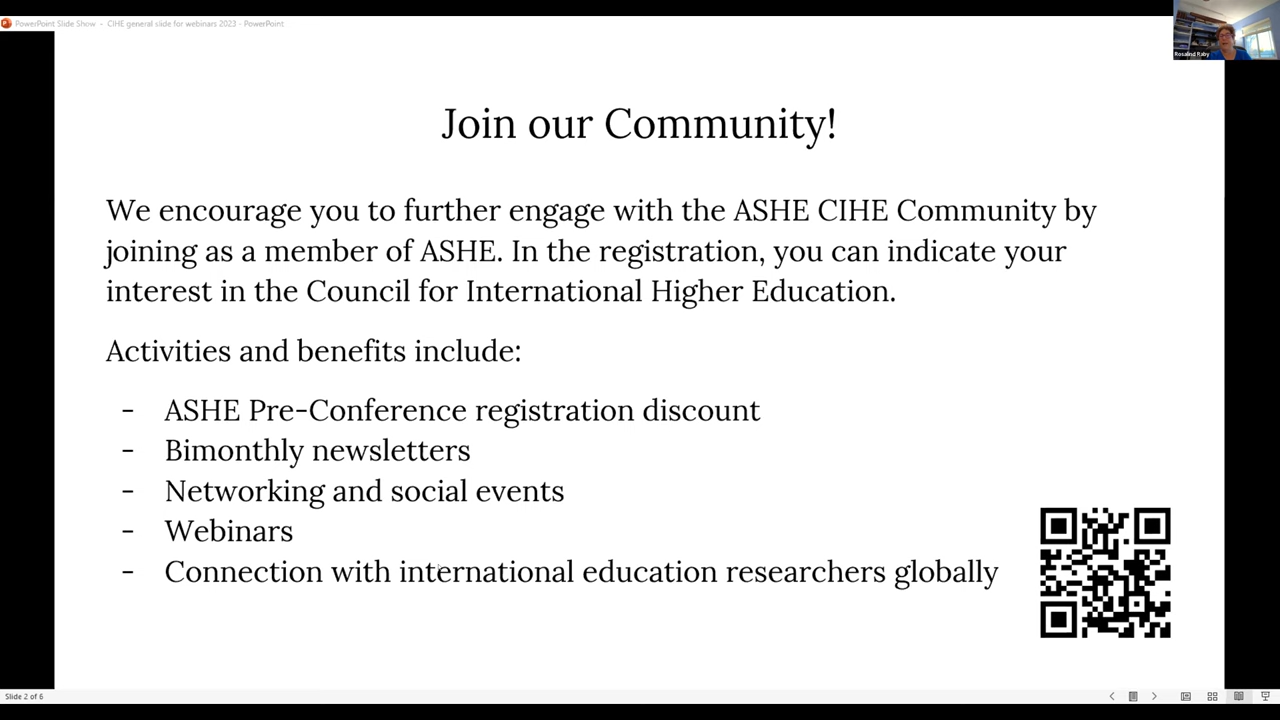 PowerPoint Slide Show - CIHE general slide for webinars 2023 - PowerPoint
Rosalind Raby
Join our Community!
We encourage you to further engage with the ASHE CIHE Community by
joining as a member of ASHE. In the registration, you can indicate your
interest in the Council for International Higher Education.
Activities and benefits include:
- ASHE Pre-Conference registration discount
- Bimonthly newsletters
- Networking and social events
- Webinars
- Connection with international education researchers globally
Slide 2 of 6